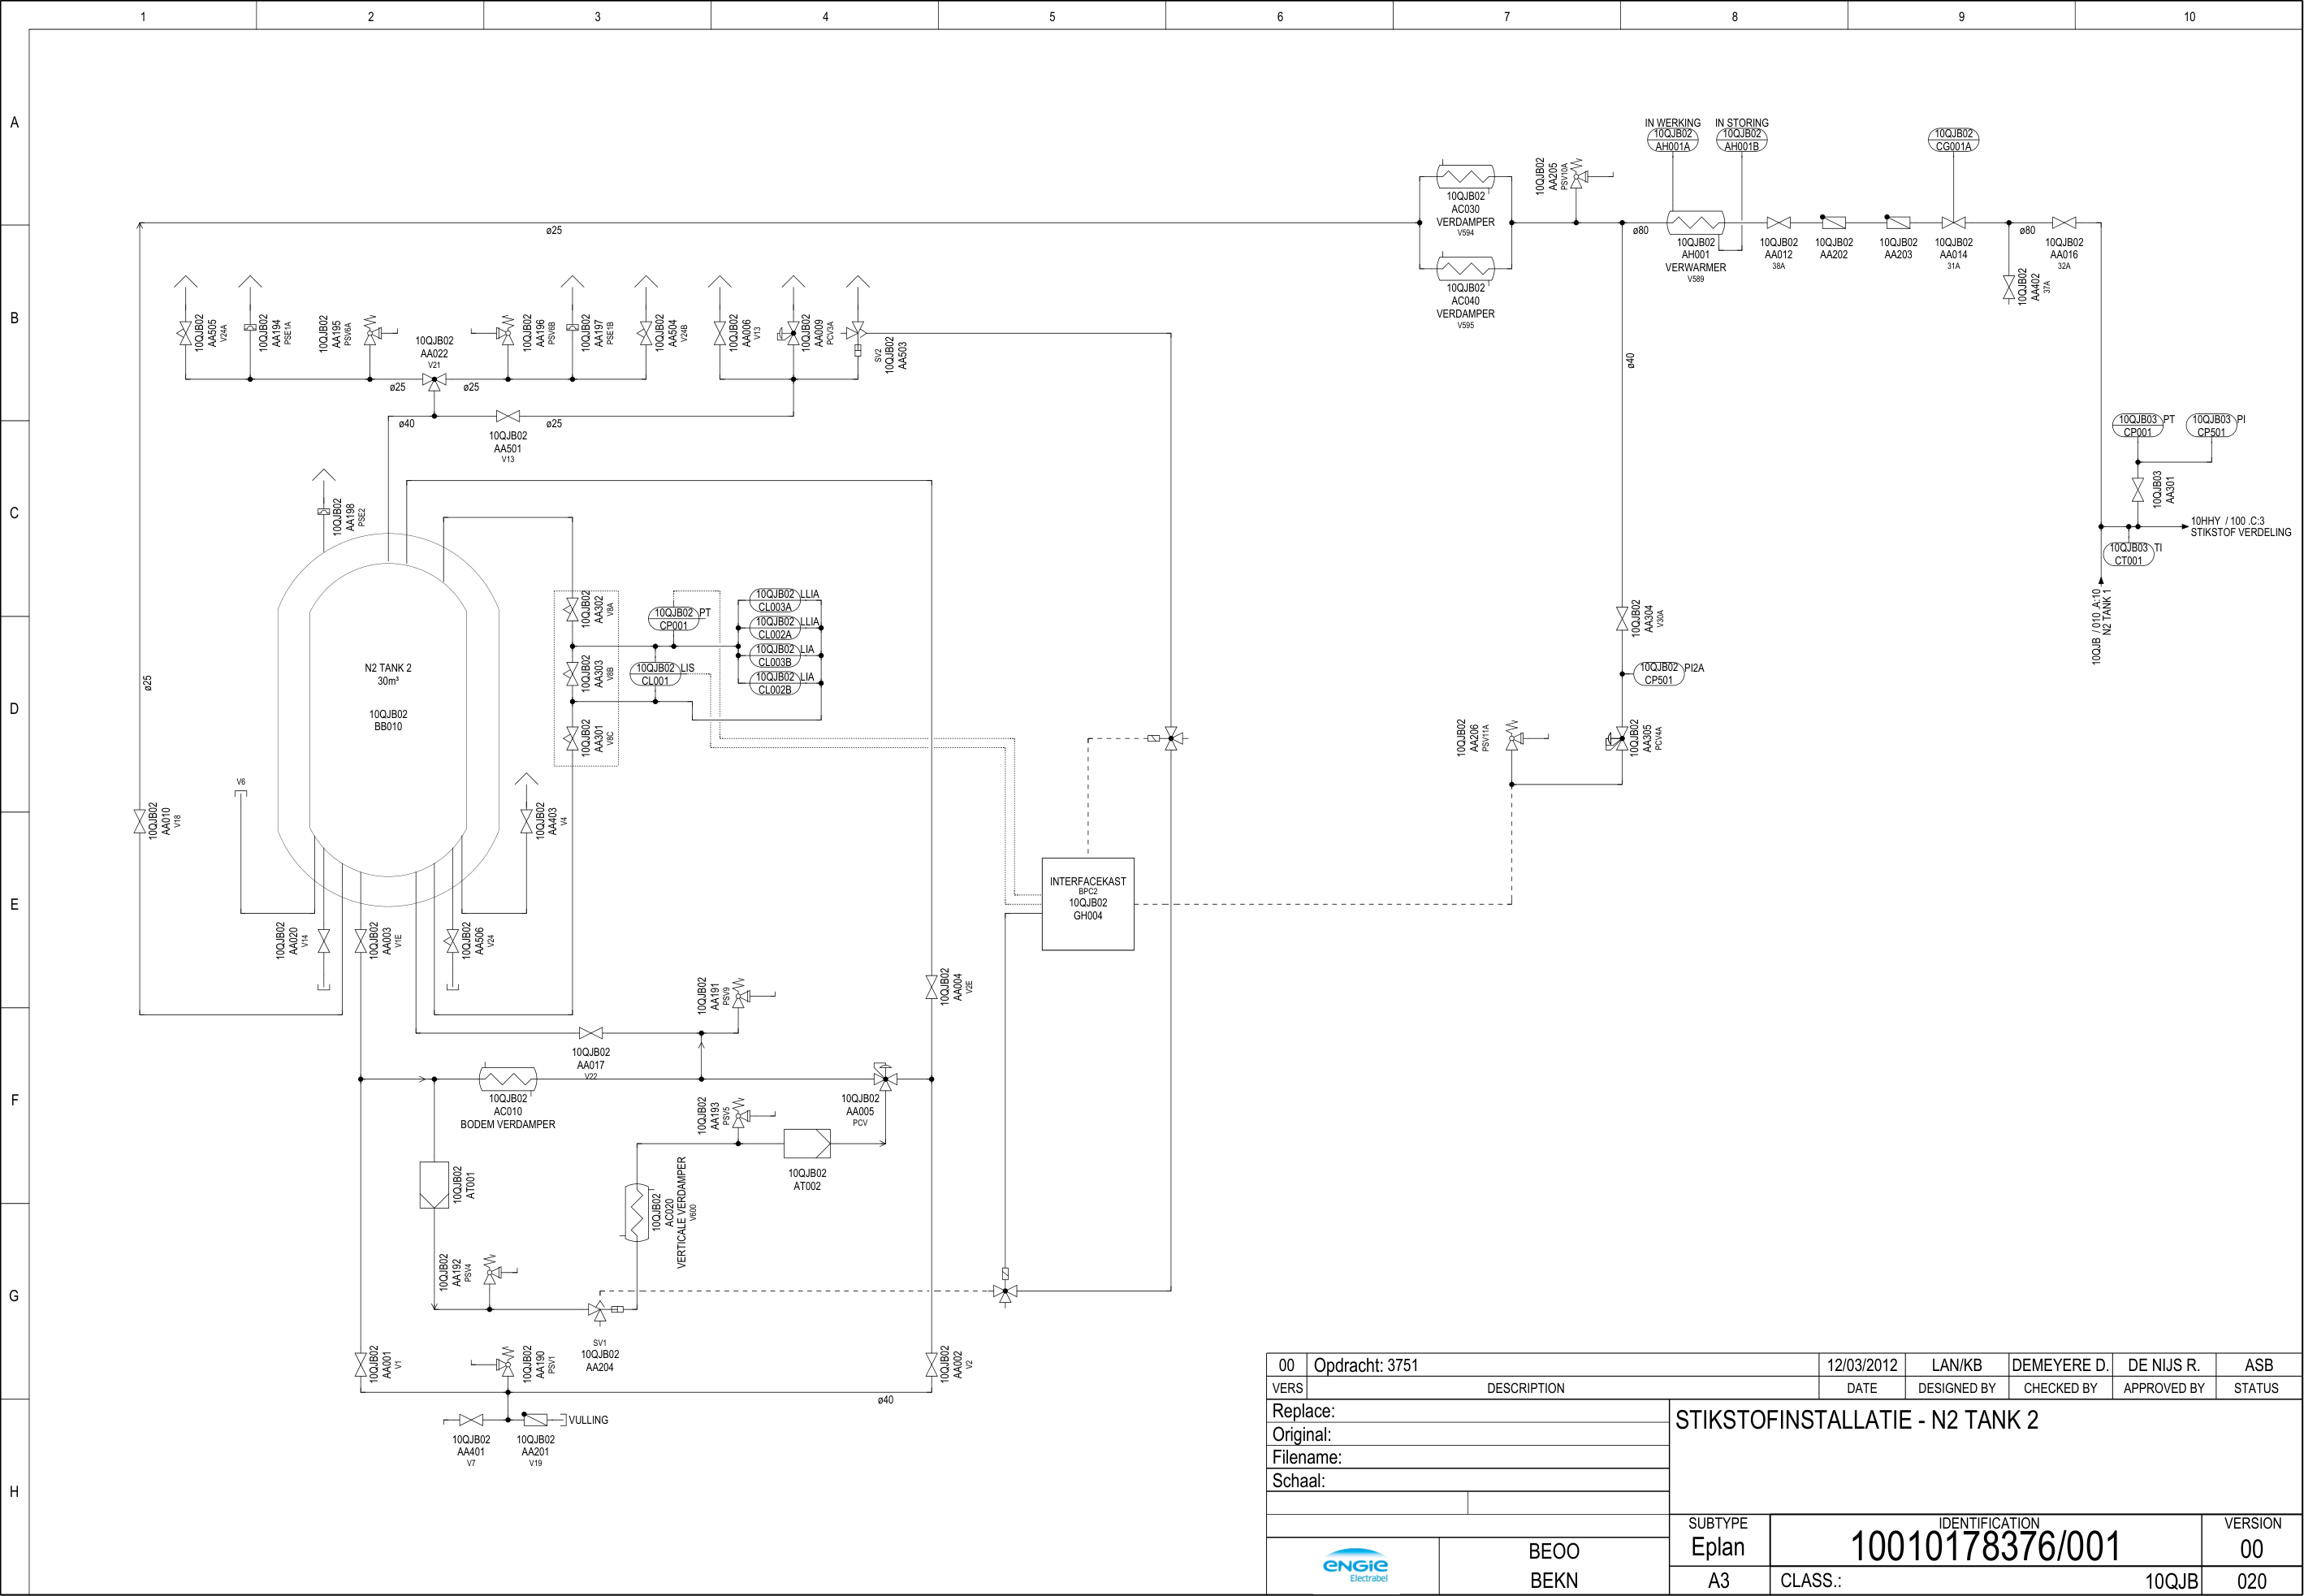 1 2 3 4 5 6 7 8 9 10
A
B
C
D
E
F
G
H
IN WERKING
10QJB02
AH001A
IN STORING
10QJB02
AH001B
10QJB02
CG001A
10QJB02
AC030
VERDAMPER
V594
10QJB02
AA205
PSV10A
ø25
10QJB02
AC040
VERDAMPER
V595
ø80
10QJB02
AH001
VERWARMER
V589
10QJB02
AA012
38A
10QJB02
AA202
10QJB02
AA203
10QJB02
AA014
31A
ø80
10QJB02
AA402
37A
10QJB02
AA016
32A
10QJB02
AA505
V24A
10QJB02
AA194
PSE1A
10QJB02
AA195
PSV6A
10QJB02
AA022
V21
10QJB02
AA196
PSV6B
10QJB02
AA197
PSE1B
10QJB02
AA504
V24B
10QJB02
AA006
V13
10QJB02
AA009
PCV3A
SV2
10QJB02
AA503
ø25
ø25
ø40
ø25
10QJB02
AA501
V13
ø40
10QJB02
AA198
PSE2
10QJB03
CP001
PT
10QJB03
CP501
PI
10QJB03
AA301
10HHY / 100 .C:3
STIKSTOF VERDELING
10QJB03
CT001
TI
10QJB / 010 .A:10
N2 TANK 1
10QJB02
AA302
V8A
10QJB02
AA303
V8B
10QJB02
AA301
V8C
10QJB02
CP001
PT
10QJB02
CL001
LIS
10QJB02
CL003A
LLIA
10QJB02
CL002A
LLIA
10QJB02
CL003B
LIA
10QJB02
CL002B
LIA
10QJB02
AA304
V30A
10QJB02
CP501
PI2A
10QJB02
AA206
PSV11A
10QJB02
AA305
PCV4A
N2 TANK 2
30m³
10QJB02
BB010
ø25
V6
10QJB02
AA010
V18
10QJB02
AA403
V4
INTERFACEKAST
BPC2
10QJB02
GH004
10QJB02
AA020
V14
10QJB02
AA003
V1E
10QJB02
AA506
V24
10QJB02
AA191
PSV9
10QJB02
AA004
V2E
10QJB02
AA017
V22
10QJB02
AC010
BODEM VERDAMPER
10QJB02
AA193
PSV5
10QJB02
AA005
PCV
10QJB02
AT001
10QJB02
AT002
10QJB02
AC020
VERTICALE VERDAMPER
V600
10QJB02
AA192
PSV4
SV1
10QJB02
AA204
10QJB02
AA001
V1
10QJB02
AA190
PSV1
10QJB02
AA002
V2
ø40
VULLING
10QJB02
AA401
V7
10QJB02
AA201
V19
00 Opdracht: 3751 12/03/2012 LAN/KB DEMEYERE D. DE NIJS R. ASB
VERS DESCRIPTION DATE DESIGNED BY CHECKED BY APPROVED BY STATUS
Replace:
Original:
Filename:
Schaal:
STIKSTOFINSTALLATIE - N2 TANK 2
ENGIE
Electrabel
BEOO
BEKN
SUBTYPE
Eplan
A3
IDENTIFICATION
10010178376/001
CLASS.: 10QJB
VERSION
00
020